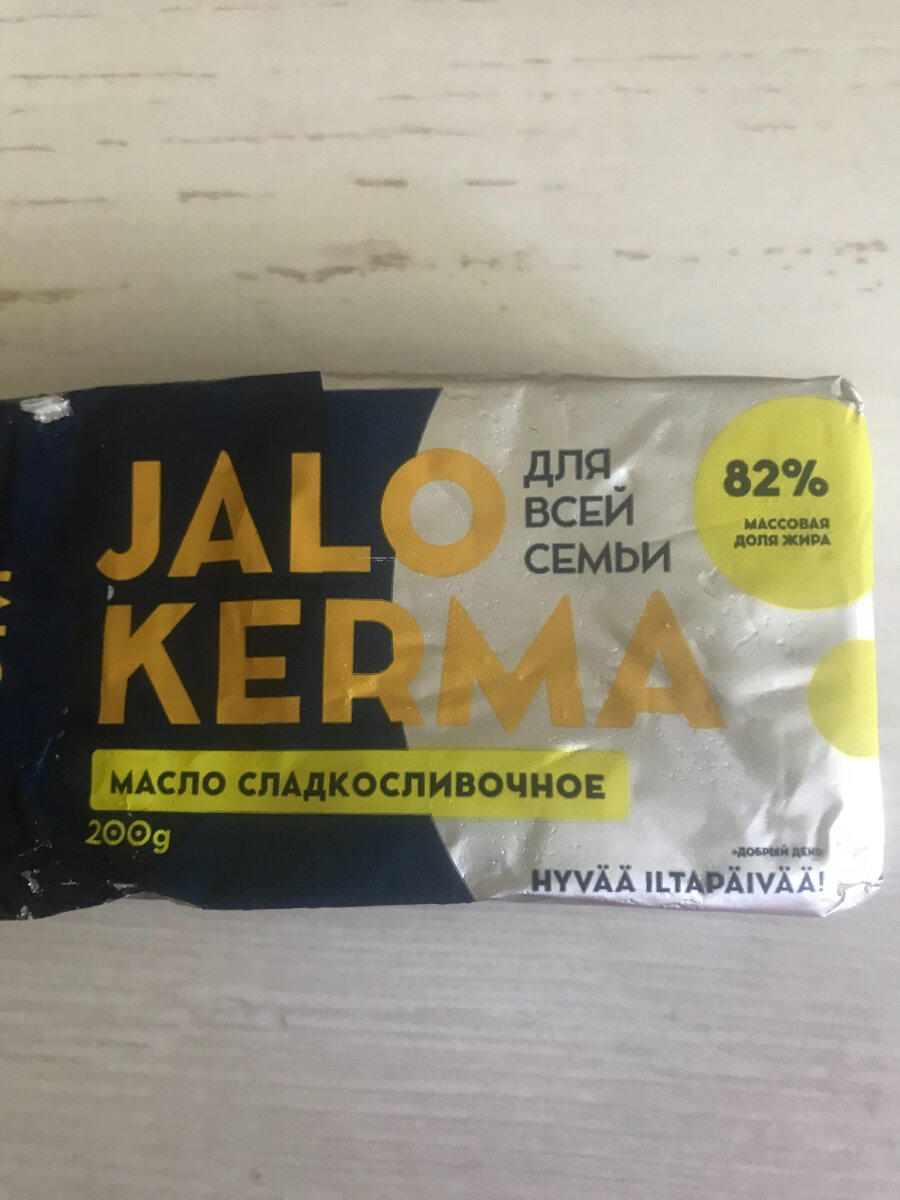 JALO
KERMA
ДЛЯ
ВСЕЙ
СЕМЬИ
82%
МАССОВАЯ
ДОЛЯ ЖИРА
МАСЛО СЛАДКОСЛИВОЧНОЕ
200g
*ДОБРЫЙ ДЕНЬ
HYVÄÄ ILTAPÄIVÄÄ!